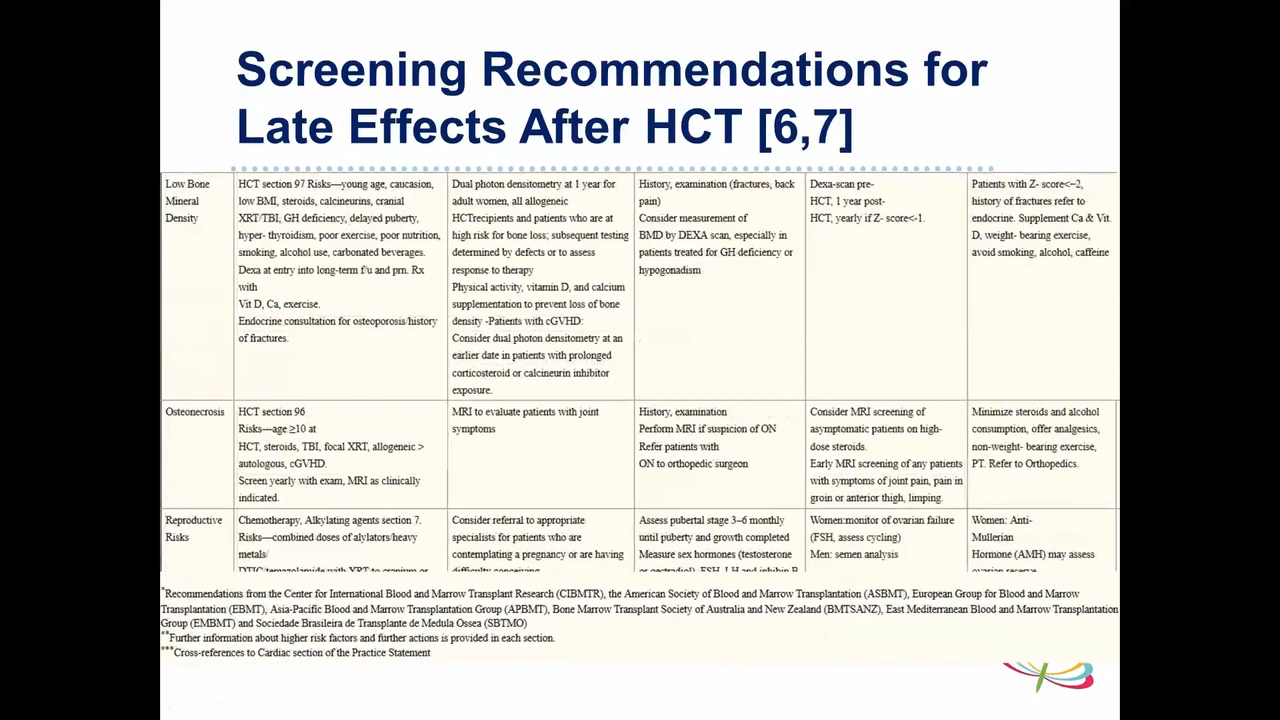 Screening Recommendations for
Late Effects After HCT [6,7]
Low Bone
Mineral
Density
HCT section 97 Risks—young age, caucasion,
low BMI, steroids, calcineurins, cranial
XRT/TBI, GH deficiency, delayed puberty,
hyper- thyroidism, poor exercise, poor nutrition,
smoking, alcohol use, carbonated beverages.
Dexa at entry into long-term f/u and prn. Rx
with
Vit D, Ca, exercise.
Endocrine consultation for osteoporosis/history
of fractures.
Dual photon densitometry at 1 year for
adult women, all allogeneic
HCTrecipients and patients who are at
high risk for bone loss; subsequent testing
determined by defects or to assess
response to therapy
Physical activity, vitamin D, and calcium
supplementation to prevent loss of bone
density -Patients with cGVHD:
Consider dual photon densitometry at an
earlier date in patients with prolonged
corticosteroid or calcineurin inhibitor
exposure.
History, examination (fractures, back
pain)
Consider measurement of
BMD by DEXA scan, especially in
patients treated for GH deficiency or
hypogonadism
Dexa-scan pre-
HCT, 1 year post-
HCT, yearly if Z- score<-1.
Patients with Z- score<−2,
history of fractures refer to
endocrine. Supplement Ca & Vit.
D, weight- bearing exercise,
avoid smoking, alcohol, caffeine
Osteonecrosis
HCT section 96
Risks—age ≥10 at
HCT, steroids, TBI, focal XRT, allogeneic >
autologous, cGVHD.
Screen yearly with exam, MRI as clinically
indicated.
MRI to evaluate patients with joint
symptoms
History, examination
Perform MRI if suspicion of ON
Refer patients with
ON to orthopedic surgeon
Consider MRI screening of
asymptomatic patients on high-
dose steroids.
Early MRI screening of any patients
with symptoms of joint pain, pain in
groin or anterior thigh, limping.
Minimize steroids and alcohol
consumption, offer analgesics,
non-weight- bearing exercise,
PT. Refer to Orthopedics.
Reproductive
Risks
Chemotherapy, Alkylating agents section 7.
Risks—combined doses of alylators/heavy
metals/
DTIC/temazolamide with XRT to cranium or
Consider referral to appropriate
specialists for patients who are
contemplating a pregnancy or are having
difficulty conceiving
Assess pubertal stage 3–6 monthly
until puberty and growth completed
Measure sex hormones (testosterone
or oestradiol), FSH, LH and inhibin B
Women:monitor of ovarian failure
(FSH, assess cycling)
Men: semen analysis
Women: Anti-
Mullerian
Hormone (AMH) may assess
ovarian reserve
*Recommendations from the Center for International Blood and Marrow Transplant Research (CIBMTR), the American Society of Blood and Marrow Transplantation (ASBMT), European Group for Blood and Marrow
Transplantation (EBMT), Asia-Pacific Blood and Marrow Transplantation Group (APBMT), Bone Marrow Transplant Society of Australia and New Zealand (BMTSANZ), East Mediterranean Blood and Marrow Transplantation
Group (EMBMT) and Sociedade Brasileira de Transplante de Medula Ossea (SBTMO)
**Further information about higher risk factors and further actions is provided in each section.
***Cross-references to Cardiac section of the Practice Statement